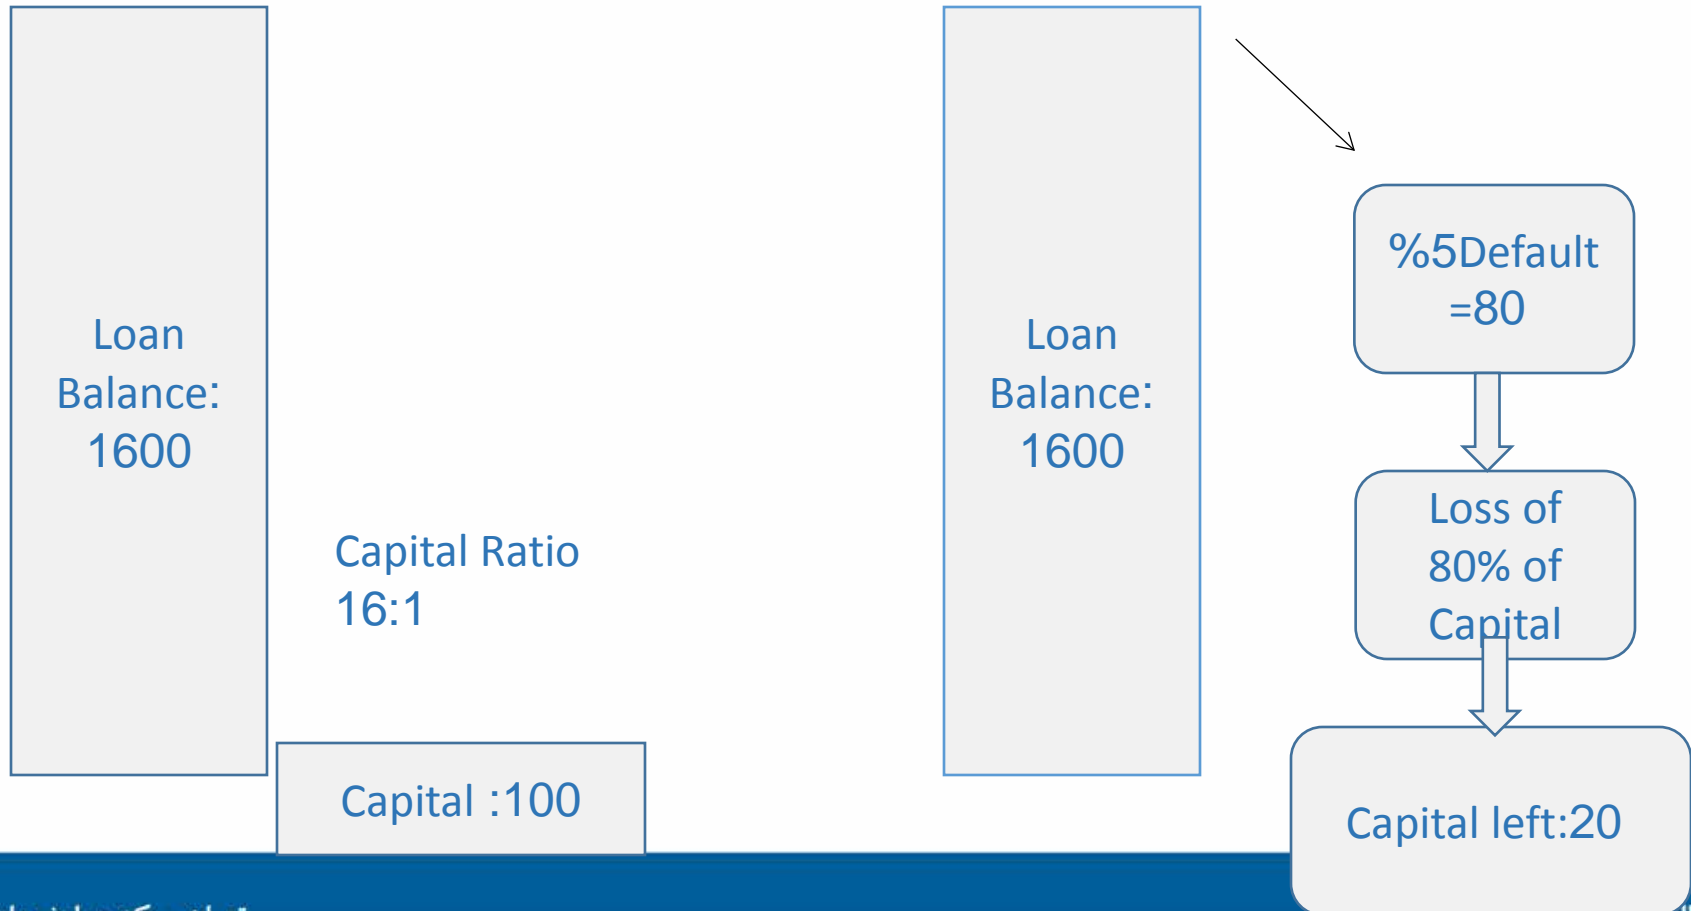 Loan
Balance:
1600
Capital Ratio
16:1
Capital :100
Loan
Balance:
1600
%5Default
=80
Loss of
80% of
Capital
Capital left:20